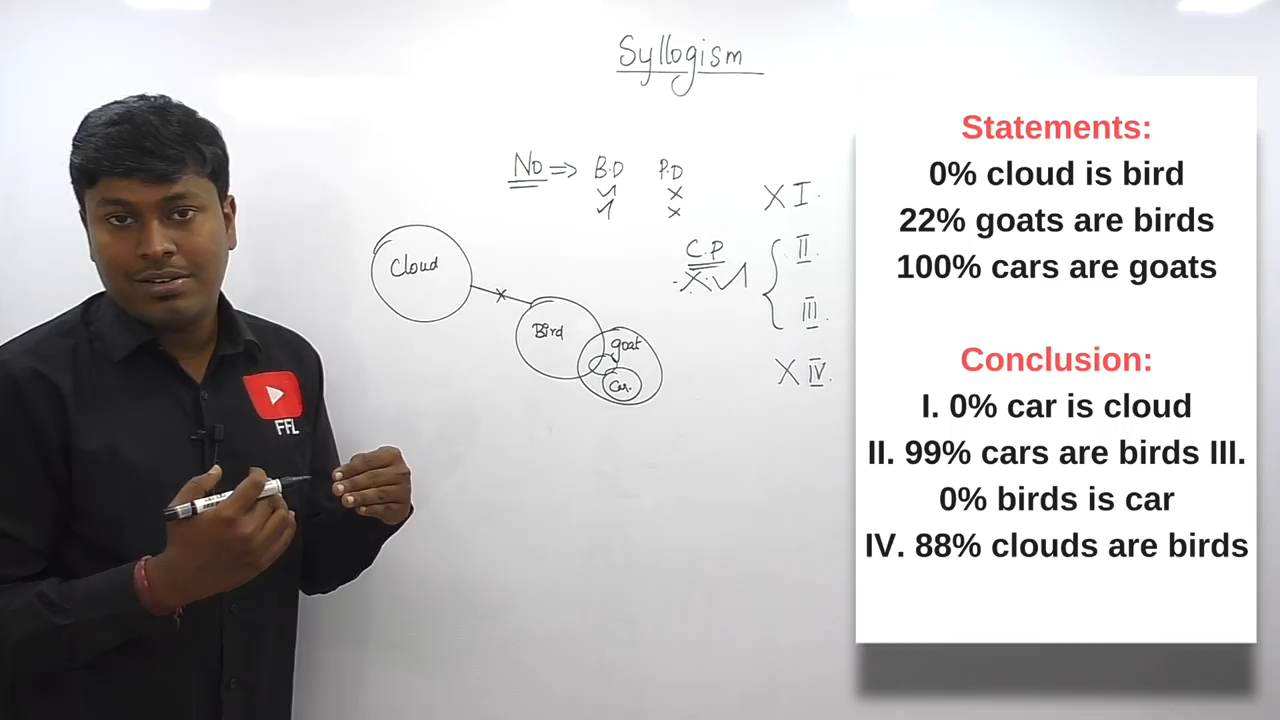 Syllogism
No => B.D P.D
✓ ×
✓ ×
X I.
C.P
X ✓ { II.
III.
X IV.
Cloud
×
Bird
goat
Car.
FFL
Statements:
0% cloud is bird
22% goats are birds
100% cars are goats
Conclusion:
I. 0% car is cloud
II. 99% cars are birds III.
0% birds is car
IV. 88% clouds are birds